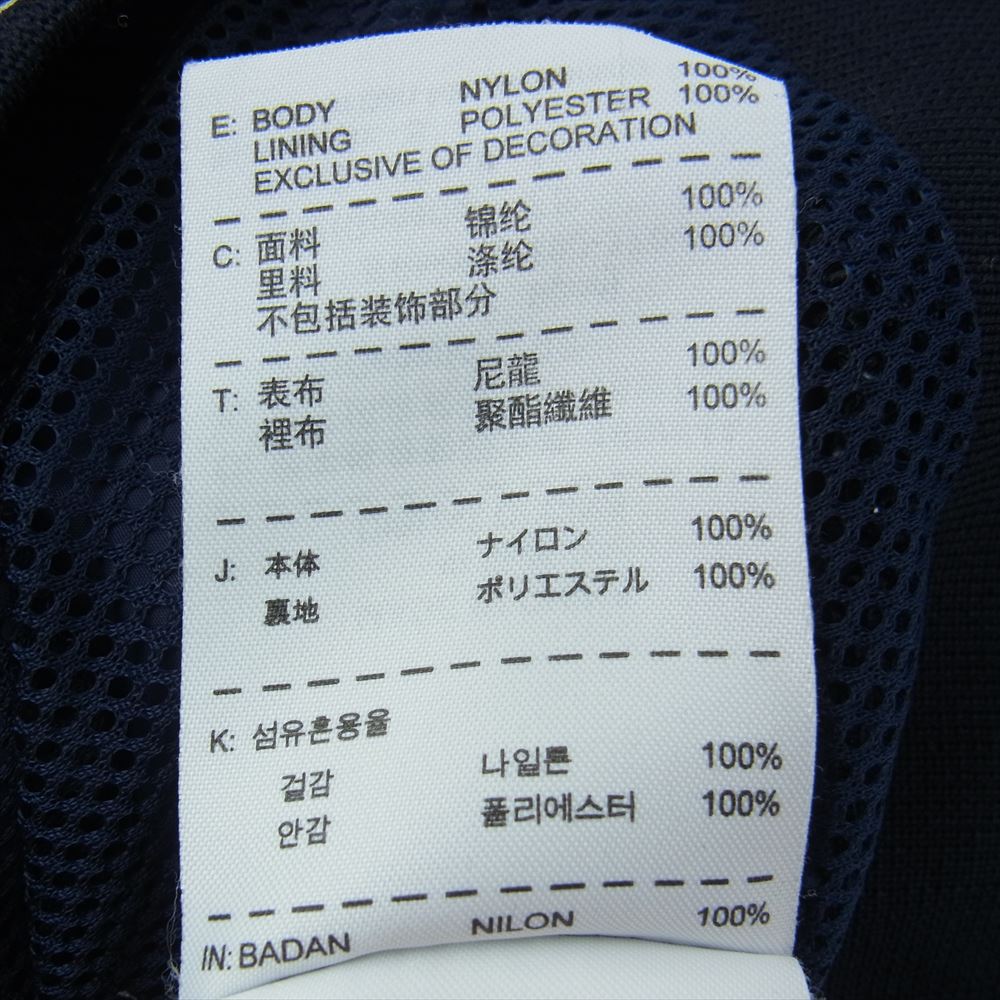 E: BODY NYLON 100%
LINING POLYESTER 100%
EXCLUSIVE OF DECORATION
C: 面料 锦纶 100%
里料 涤纶 100%
不包括装饰部分
T: 表布 尼龍 100%
裡布 聚酯纖維 100%
J: 本体 ナイロン 100%
裏地 ポリエステル 100%
K: 섬유혼용율
겉감 나일론 100%
안감 폴리에스터 100%
IN: BADAN NILON 100%